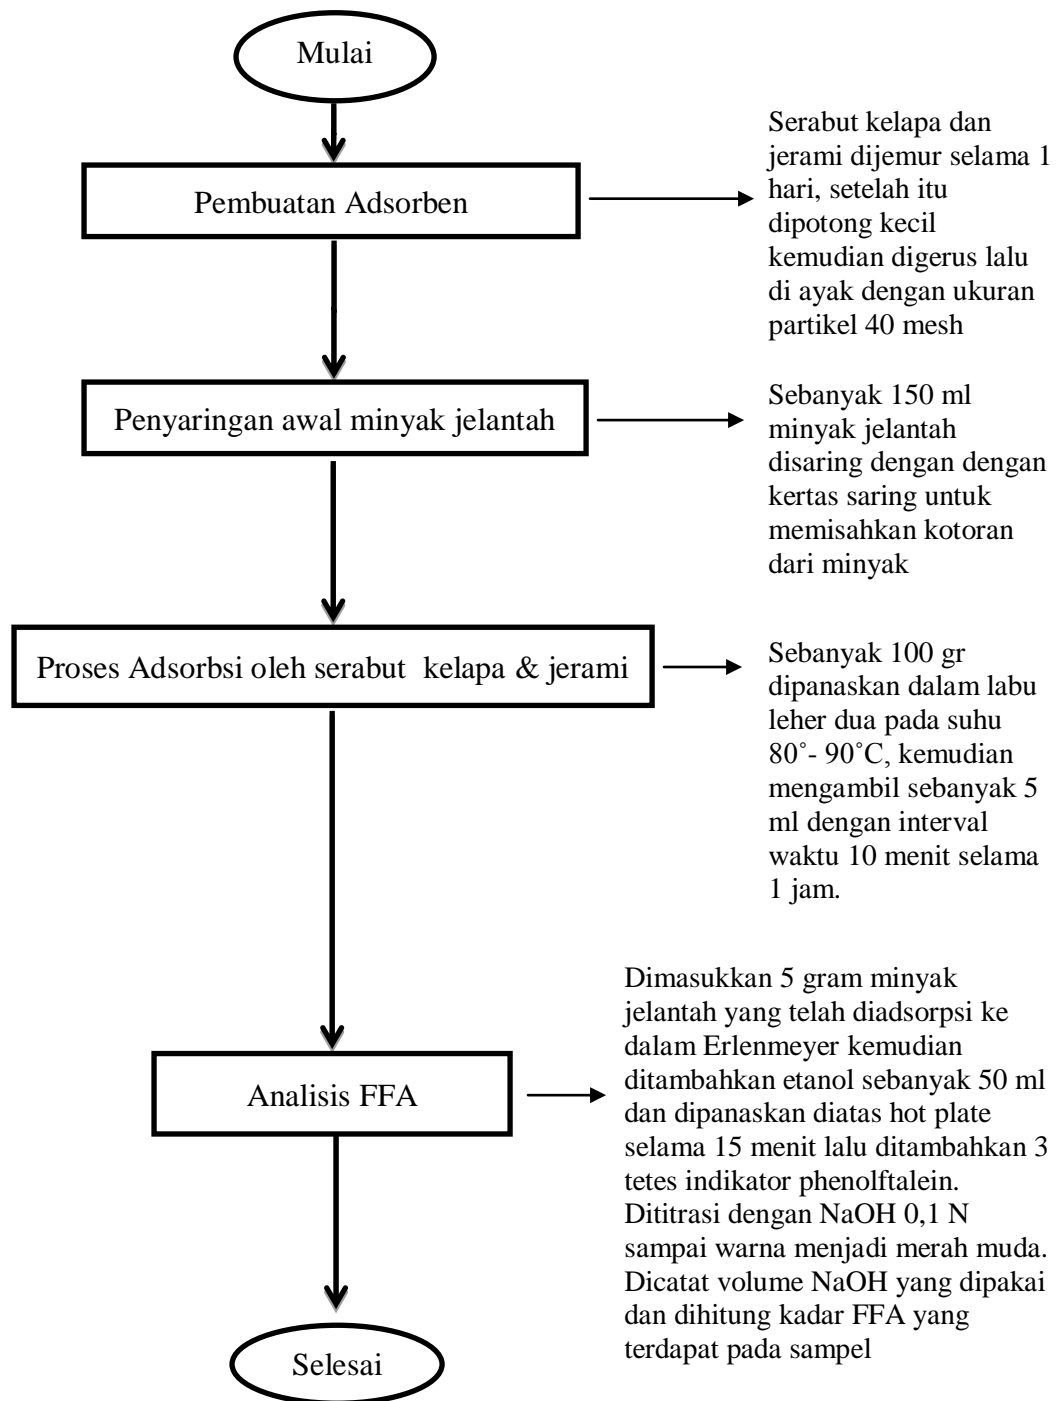 Mulai
Pembuatan Adsorben
Serabut kelapa dan
jerami dijemur selama 1
hari, setelah itu
dipotong kecil
kemudian digerus lalu
di ayak dengan ukuran
partikel 40 mesh
Penyaringan awal minyak jelantah
Sebanyak 150 ml
minyak jelantah
disaring dengan dengan
kertas saring untuk
memisahkan kotoran
dari minyak
Proses Adsorbsi oleh serabut kelapa & jerami
Sebanyak 100 gr
dipanaskan dalam labu
leher dua pada suhu
80˚- 90˚C, kemudian
mengambil sebanyak 5
ml dengan interval
waktu 10 menit selama
1 jam.
Analisis FFA
Dimasukkan 5 gram minyak
jelantah yang telah diadsorpsi ke
dalam Erlenmeyer kemudian
ditambahkan etanol sebanyak 50 ml
dan dipanaskan diatas hot plate
selama 15 menit lalu ditambahkan 3
tetes indikator phenolftalein.
Dititrasi dengan NaOH 0,1 N
sampai warna menjadi merah muda.
Dicatat volume NaOH yang dipakai
dan dihitung kadar FFA yang
terdapat pada sampel
Selesai